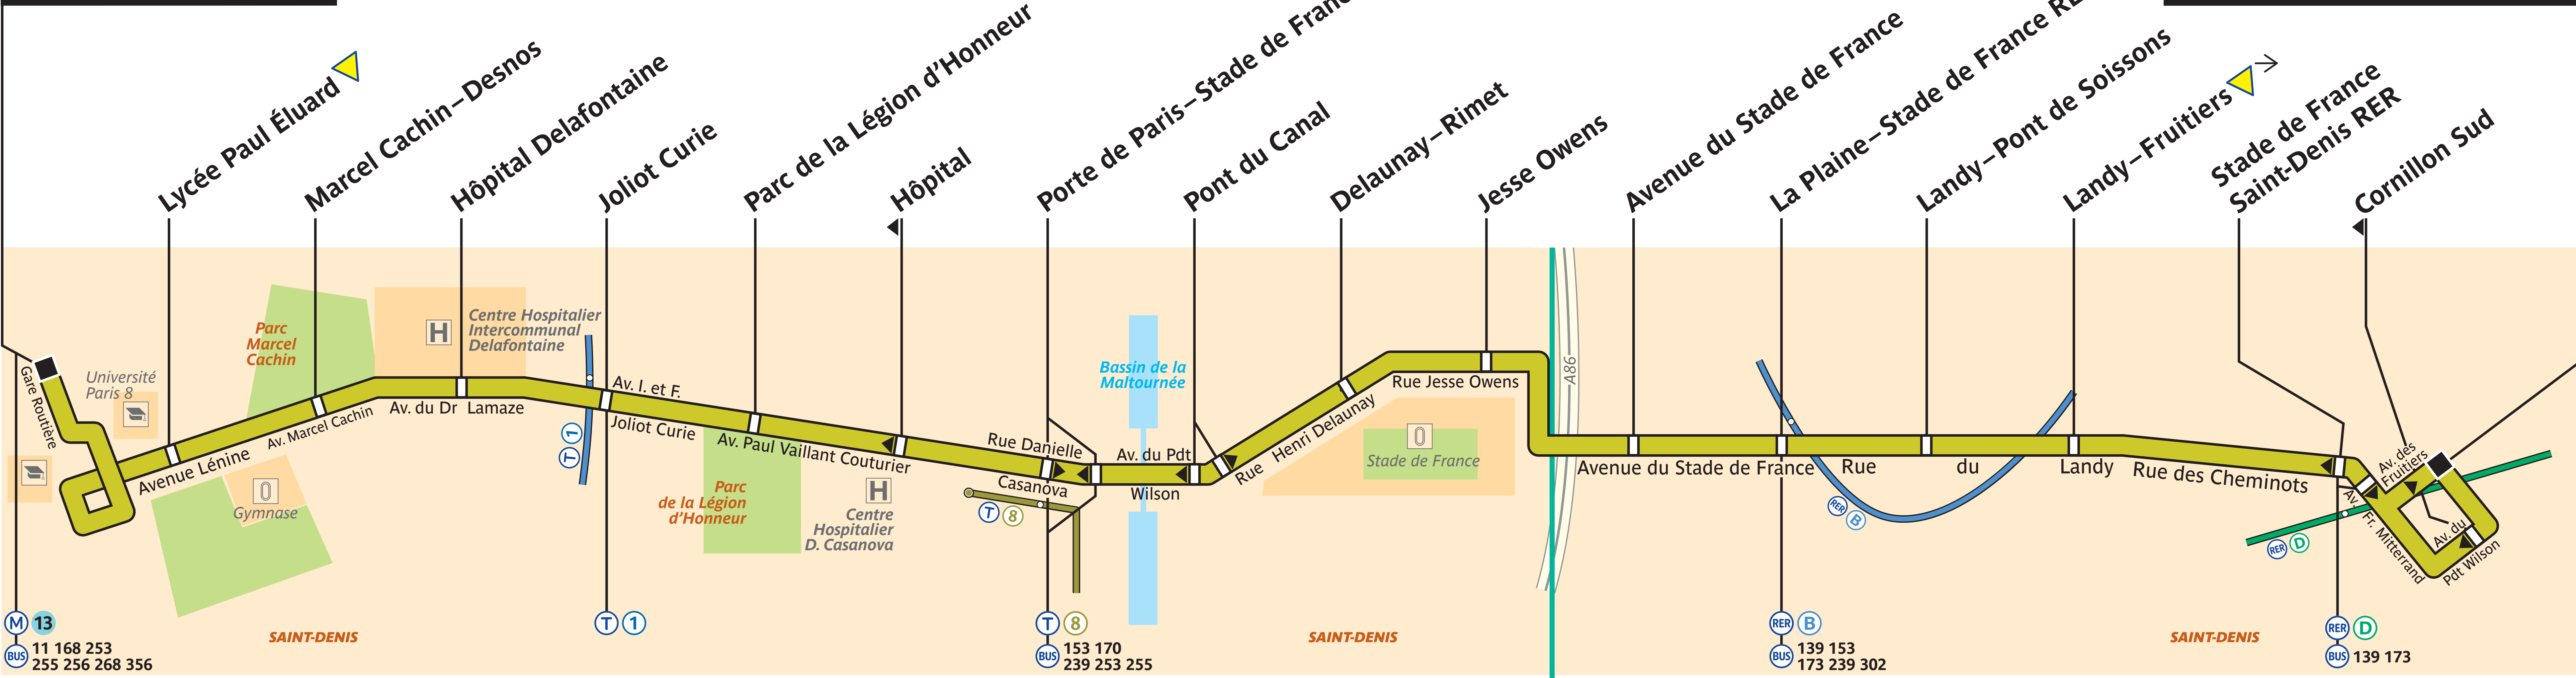 Lycée Paul Éluard
Marcel Cachin–Desnos
Hôpital Delafontaine
Joliot Curie
Parc de la Légion d'Honneur
Hôpital
Porte de Paris–Stade de
Pont du Canal
Delaunay–Rimet
Jesse Owens
Avenue du Stade de France
La Plaine–Stade de France
Landy–Pont de Soissons
Landy–Fruitiers
Stade de France
Saint-Denis RER
Cornillon Sud
Gare Routière
Université
Paris 8
Avenue Lénine
Gymnase
Parc
Marcel
Cachin
Av. Marcel Cachin
H
Centre Hospitalier
Intercommunal
Delafontaine
Av. du Dr Lamaze
T 1
Av. I. et F.
Joliot Curie
Av. Paul Vaillant Couturier
Parc
de la Légion
d'Honneur
H
Centre
Hospitalier
D. Casanova
Rue Danielle
Casanova
T 8
Bassin de la
Maltournée
Av. du Pdt
Wilson
Rue Henri Delaunay
Rue Jesse Owens
Stade de France
A86
Avenue du Stade de France
RER B
Rue du Landy
Rue des Cheminots
RER D
Av. des
Fruitiers
Av. Fr. Mitterrand
Av. du
Pdt Wilson
M 13
BUS 11 168 253
255 256 268 356
SAINT-DENIS
T 1
T 8
BUS 153 170
239 253 255
SAINT-DENIS
RER B
BUS 139 153
173 239 302
SAINT-DENIS
RER D
BUS 139 173